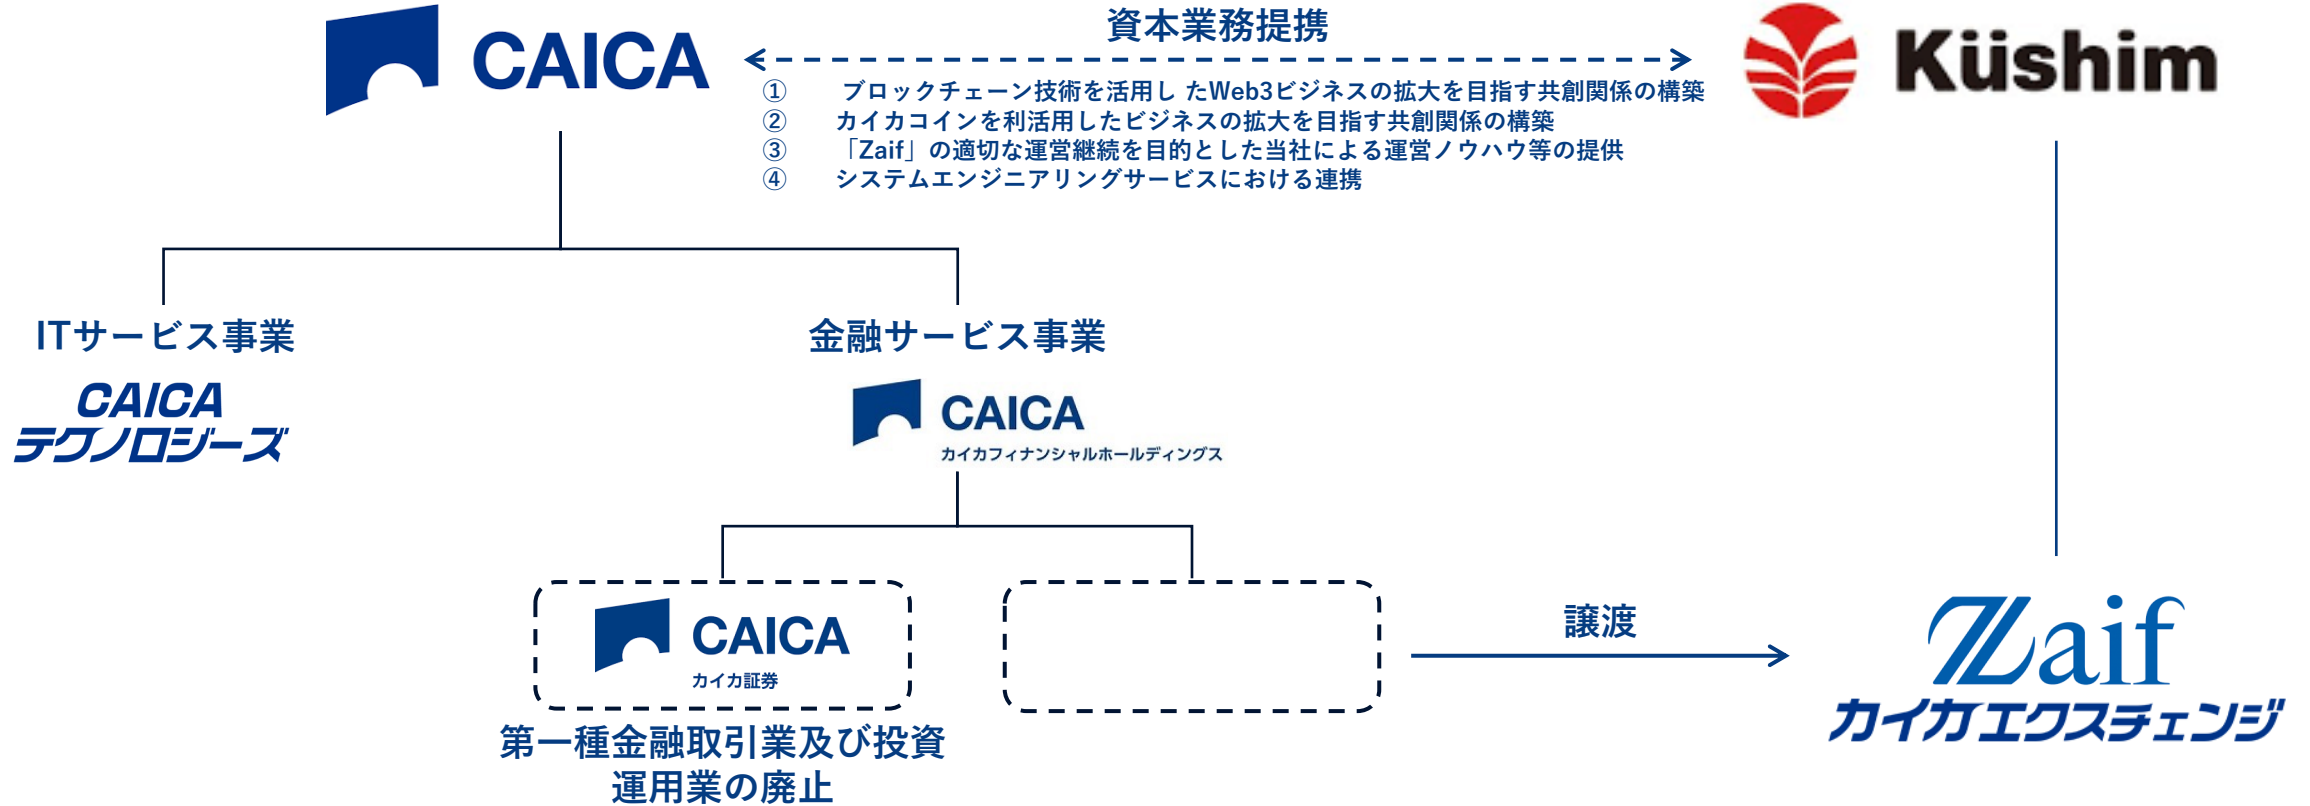 CAICA
資本業務提携
Küshim
① ブロックチェーン技術を活用し たWeb3ビジネスの拡大を目指す共創関係の構築
② カイカコインを利活用したビジネスの拡大を目指す共創関係の構築
③ 「Zaif」の適切な運営継続を目的とした当社による運営ノウハウ等の提供
④ システムエンジニアリングサービスにおける連携
ITサービス事業
金融サービス事業
CAICA
テクノロジーズ
CAICA
カイカフィナンシャルホールディングス
CAICA
カイカ証券
譲渡
Zaif
カイカエクスチェンジ
第一種金融取引業及び投資
運用業の廃止